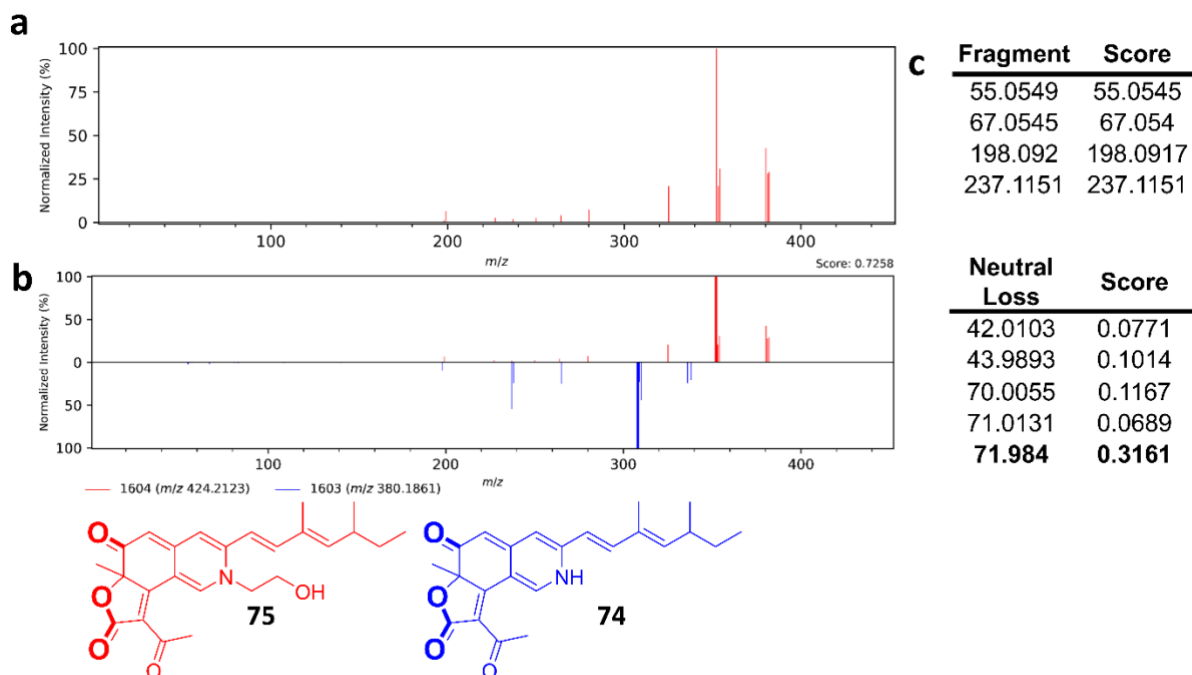 a
Normalized Intensity (%)
100
75
50
25
0
100
200
300
400
m/z
b
Score: 0.7258
Normalized Intensity (%)
100
50
0
50
100
100
200
300
400
m/z
1604 (m/z 424.2123)
1603 (m/z 380.1861)
O
N
OH
O
O
O
75
O
NH
O
O
O
74
c
Fragment Score
55.0549 55.0545
67.0545 67.054
198.092 198.0917
237.1151 237.1151
Neutral
Loss Score
42.0103 0.0771
43.9893 0.1014
70.0055 0.1167
71.0131 0.0689
71.984 0.3161